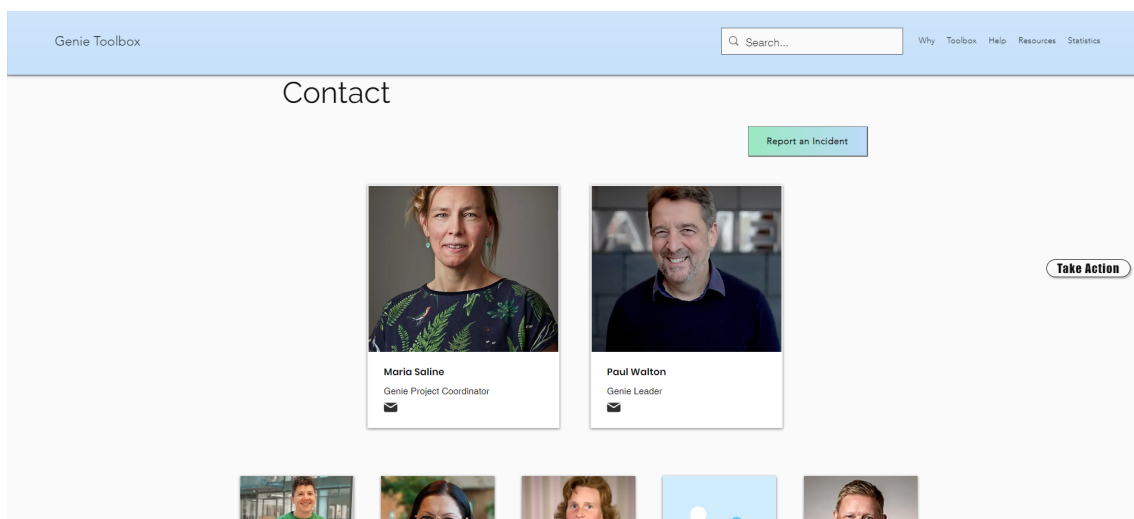 Genie Toolbox
Search...
Why Toolbox Help Resources Statistics
Contact
Report an Incident
Take Action
Maria Saline
Genie Project Coordinator
Paul Walton
Genie Leader